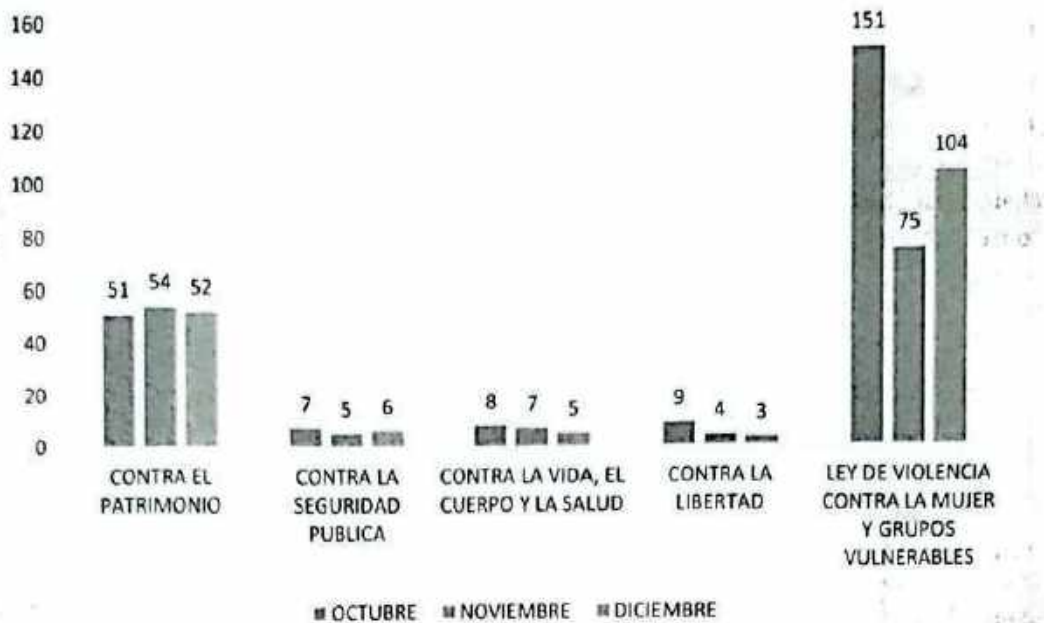 160
140
120
100
80
60
40
20
0
51 54 52
7 5 6
8 7 5
9 4 3
151 75 104
CONTRA EL
PATRIMONIO
CONTRA LA
SEGURIDAD
PUBLICA
CONTRA LA VIDA, EL
CUERPO Y LA SALUD
CONTRA LA
LIBERTAD
LEY DE VIOLENCIA
CONTRA LA MUJER
Y GRUPOS
VULNERABLES
OCTUBRE NOVIEMBRE DICIEMBRE